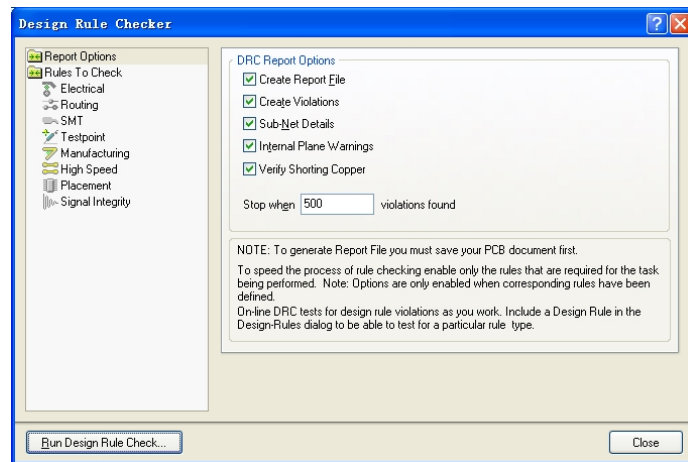 Design Rule Checker
Report Options
Rules To Check
Electrical
Routing
SMT
Testpoint
Manufacturing
High Speed
Placement
Signal Integrity
DRC Report Options
Create Report File
Create Violations
Sub-Net Details
Internal Plane Warnings
Verify Shorting Copper
Stop when 500 violations found
NOTE: To generate Report File you must save your PCB document first.
To speed the process of rule checking enable only the rules that are required for the task
being performed. Note: Options are only enabled when corresponding rules have been
defined.
On-line DRC tests for design rule violations as you work. Include a Design Rule in the
Design-Rules dialog to be able to test for a particular rule type.
Run Design Rule Check...
Close